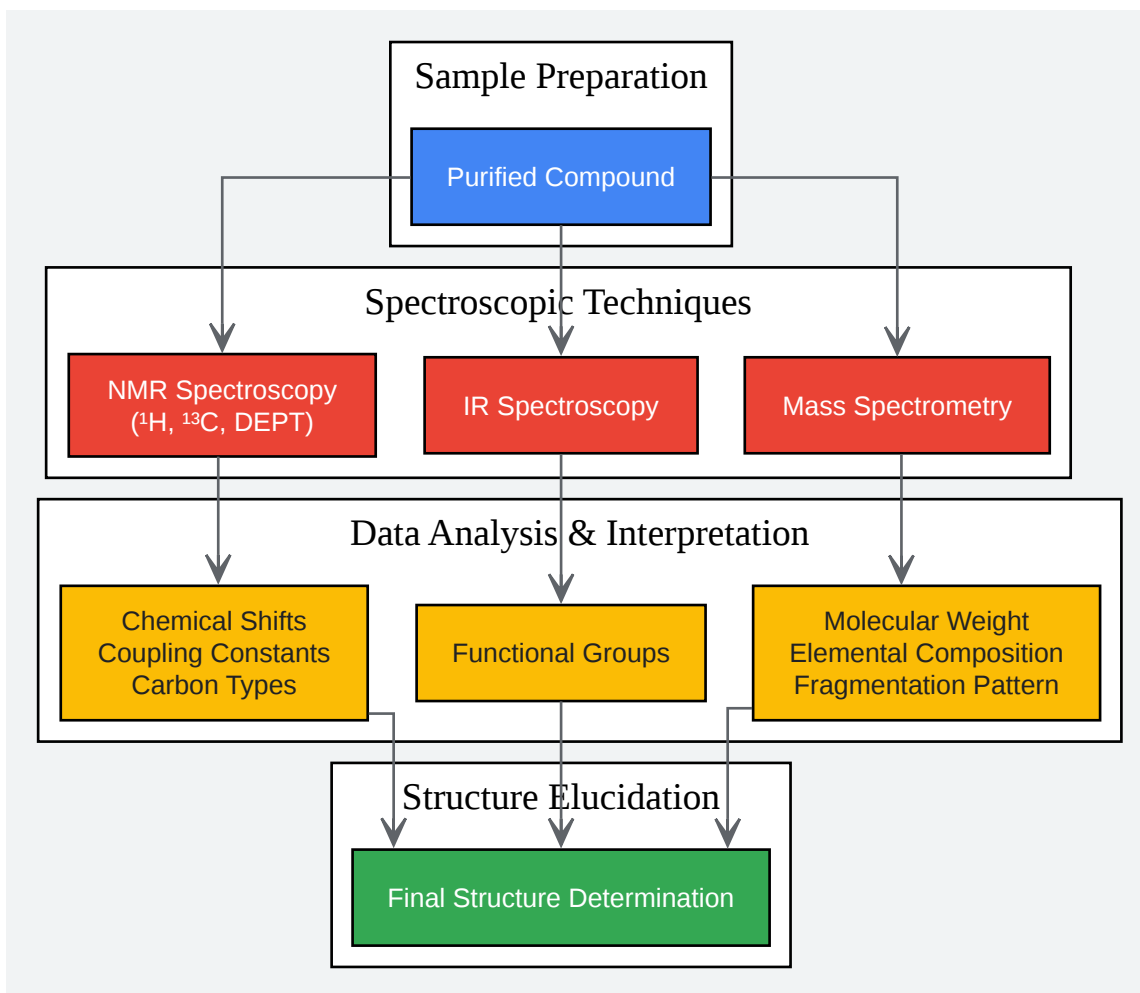 Sample Preparation
Purified Compound
Spectroscopic Techniques
NMR Spectroscopy
(¹H, ¹³C, DEPT)
IR Spectroscopy
Mass Spectrometry
Data Analysis & Interpretation
Chemical Shifts
Coupling Constants
Carbon Types
Functional Groups
Molecular Weight
Elemental Composition
Fragmentation Pattern
Structure Elucidation
Final Structure Determination